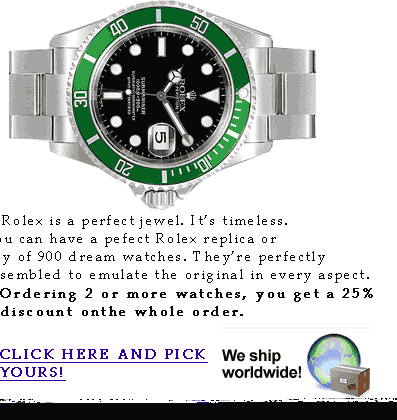 30
40
50
20
10
ROLEX
SUBMARINER
Rolex is a perfect jewel. It's timeless.
ou can have a pefect Rolex replica or
y of 900 dream watches. They're perfectly
sembled to emulate the original in every aspect.
Ordering 2 or more watches, you get a 25%
discount onthe whole order.
CLICK HERE AND PICK
YOURS!
We ship
worldwide!